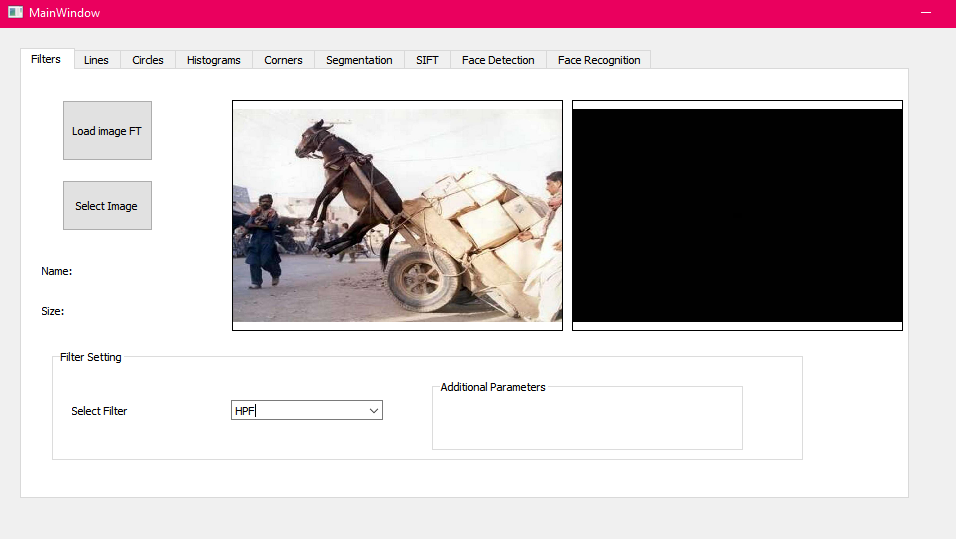 MainWindow
Filters Lines Circles Histograms Corners Segmentation SIFT Face Detection Face Recognition
Load image FT
Select Image
Name:
Size:
Filter Setting
Additional Parameters
Select Filter HPF